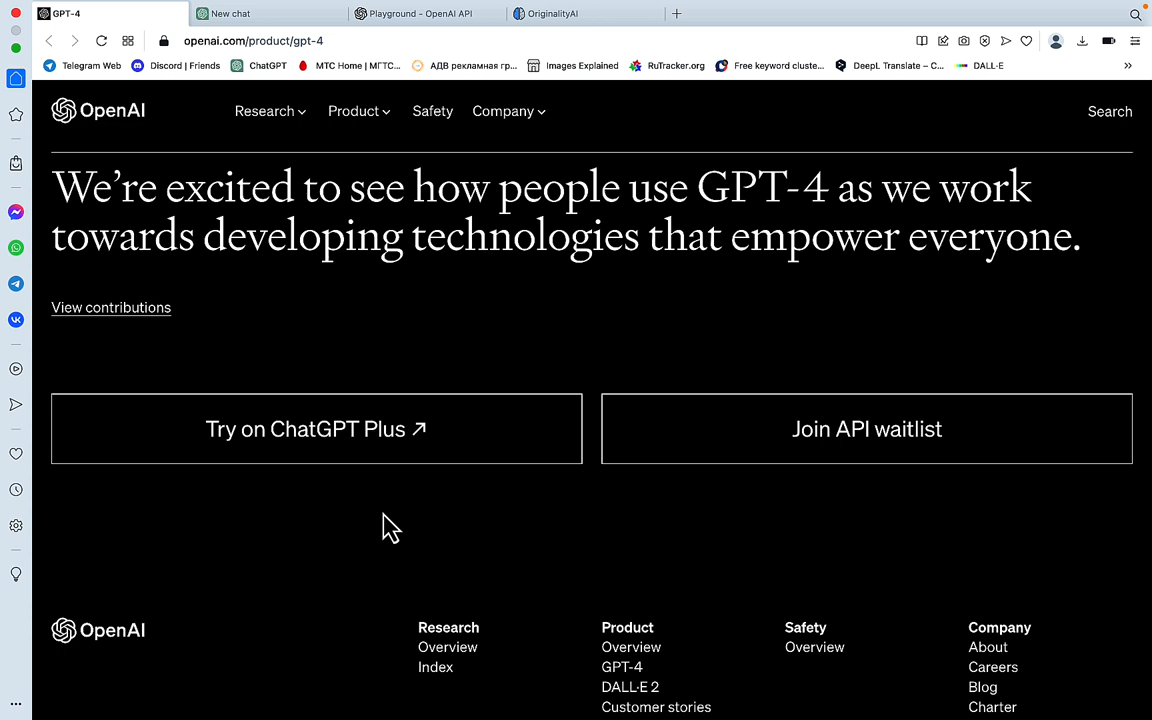 GPT-4
New chat
Playground - OpenAI API
OriginalityAI
openai.com/product/gpt-4
Telegram Web
Discord | Friends
ChatGPT
MTC Home | МГТС...
АДВ рекламная гр...
Images Explained
RuTracker.org
Free keyword cluste...
DeepL Translate – C...
DALL·E
OpenAI
Research
Product
Safety
Company
Search
We're excited to see how people use GPT-4 as we work
towards developing technologies that empower everyone.
View contributions
Try on ChatGPT Plus ↗
Join API waitlist
OpenAI
Research
Overview
Index
Product
Overview
GPT-4
DALL·E 2
Customer stories
Safety
Overview
Company
About
Careers
Blog
Charter